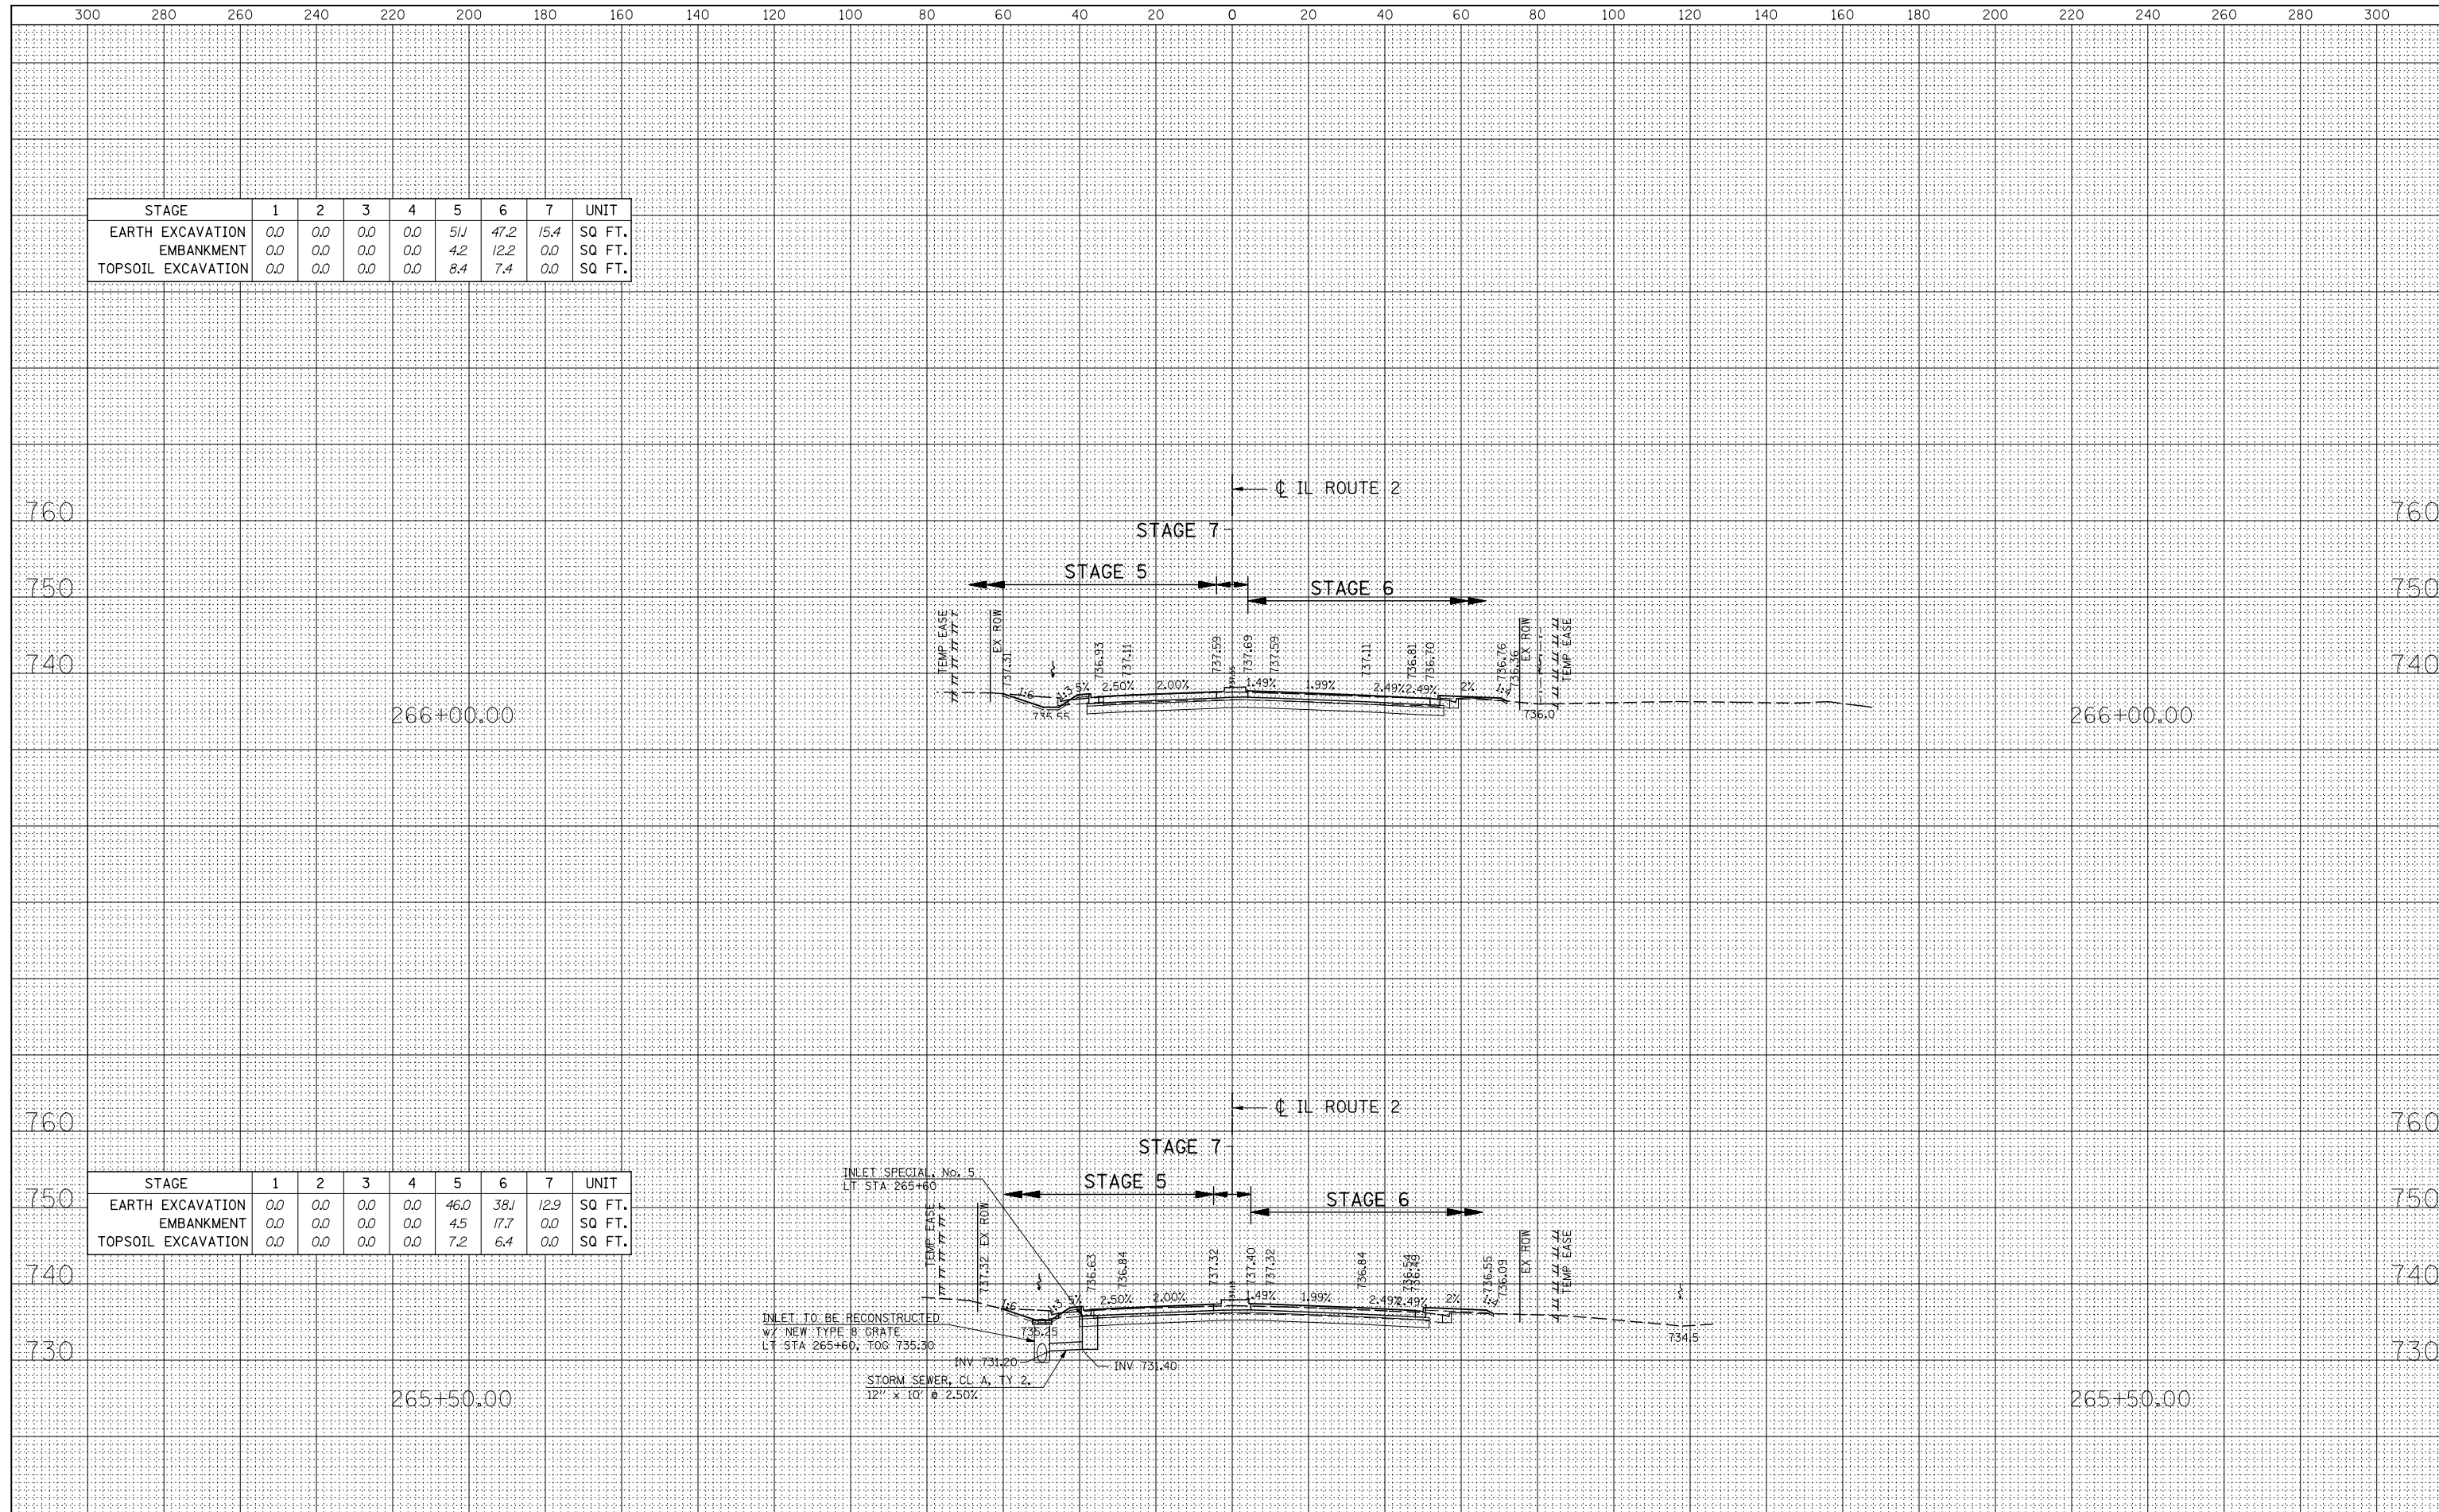 300 280 260 240 220 200 180 160 140 120 100 80 60 40 20 0 20 40 60 80 100 120 140 160 180 200 220 240 260 280 300
STAGE 1 2 3 4 5 6 7 UNIT
EARTH EXCAVATION 0.0 0.0 0.0 0.0 51.1 47.2 15.4 SQ FT.
EMBANKMENT 0.0 0.0 0.0 0.0 4.2 12.2 0.0 SQ FT.
TOPSOIL EXCAVATION 0.0 0.0 0.0 0.0 8.4 7.4 0.0 SQ FT.
℄ IL ROUTE 2
760 760
STAGE 7
STAGE 5
750 STAGE 6 750
740 740
TEMP EASE
EX ROW
737.31
736.93
737.11
737.59
737.69
737.59
737.11
736.81
736.70
736.76
736.36
EX ROW
TEMP EASE
1:6 1:3 5% 2.50% 2.00% 1.49% 1.99% 2.49% 2.49% 2% 1:4
735.55 736.0
266+00.00 266+00.00
℄ IL ROUTE 2
760 760
STAGE 7
INLET SPECIAL, No. 5
LT STA 265+60
STAGE 5
STAGE 6
750 750
STAGE 1 2 3 4 5 6 7 UNIT
EARTH EXCAVATION 0.0 0.0 0.0 0.0 46.0 38.1 12.9 SQ FT.
EMBANKMENT 0.0 0.0 0.0 0.0 4.5 17.7 0.0 SQ FT.
TOPSOIL EXCAVATION 0.0 0.0 0.0 0.0 7.2 6.4 0.0 SQ FT.
740 740
TEMP EASE
737.32 EX ROW
736.63
736.84
737.32
737.40
737.32
736.84
736.54
736.49
736.55
736.09
EX ROW
TEMP EASE
1:6 1:3 5% 2.50% 2.00% 1.49% 1.99% 2.49% 2.49% 2% 1:4
INLET TO BE RECONSTRUCTED
w/ NEW TYPE 8 GRATE
LT STA 265+60, TOG 735.30
735.25
734.5
730 730
INV 731.20
INV 731.40
STORM SEWER, CL A, TY 2,
12" x 10' @ 2.50%
265+50.00 265+50.00